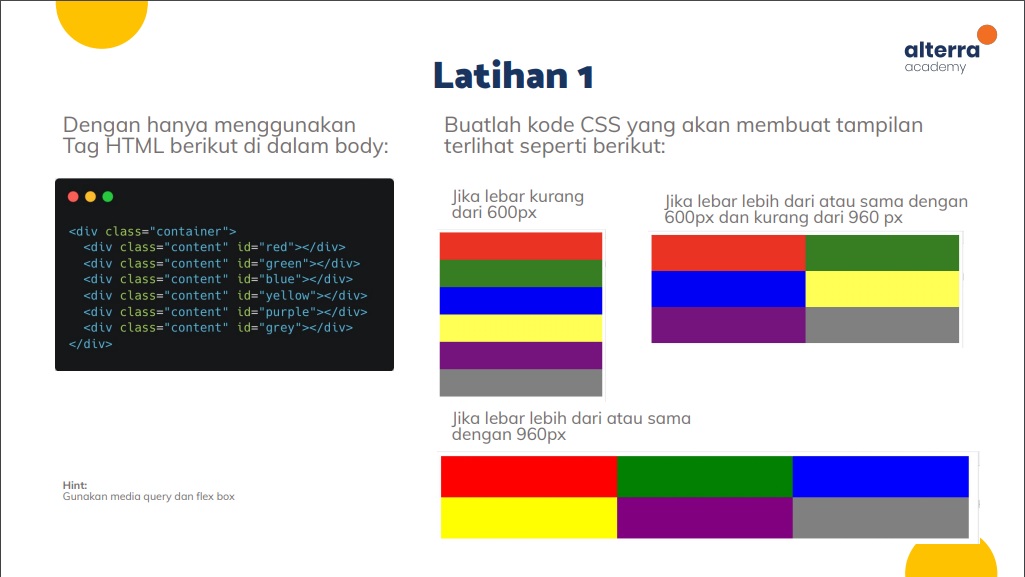 alterra
academy
Latihan 1
Dengan hanya menggunakan
Tag HTML berikut di dalam body:
<div class="container">
  <div class="content" id="red"></div>
  <div class="content" id="green"></div>
  <div class="content" id="blue"></div>
  <div class="content" id="yellow"></div>
  <div class="content" id="purple"></div>
  <div class="content" id="grey"></div>
</div>
Hint:
Gunakan media query dan flex box
Buatlah kode CSS yang akan membuat tampilan
terlihat seperti berikut:
Jika lebar kurang
dari 600px
Jika lebar lebih dari atau sama dengan
600px dan kurang dari 960 px
Jika lebar lebih dari atau sama
dengan 960px